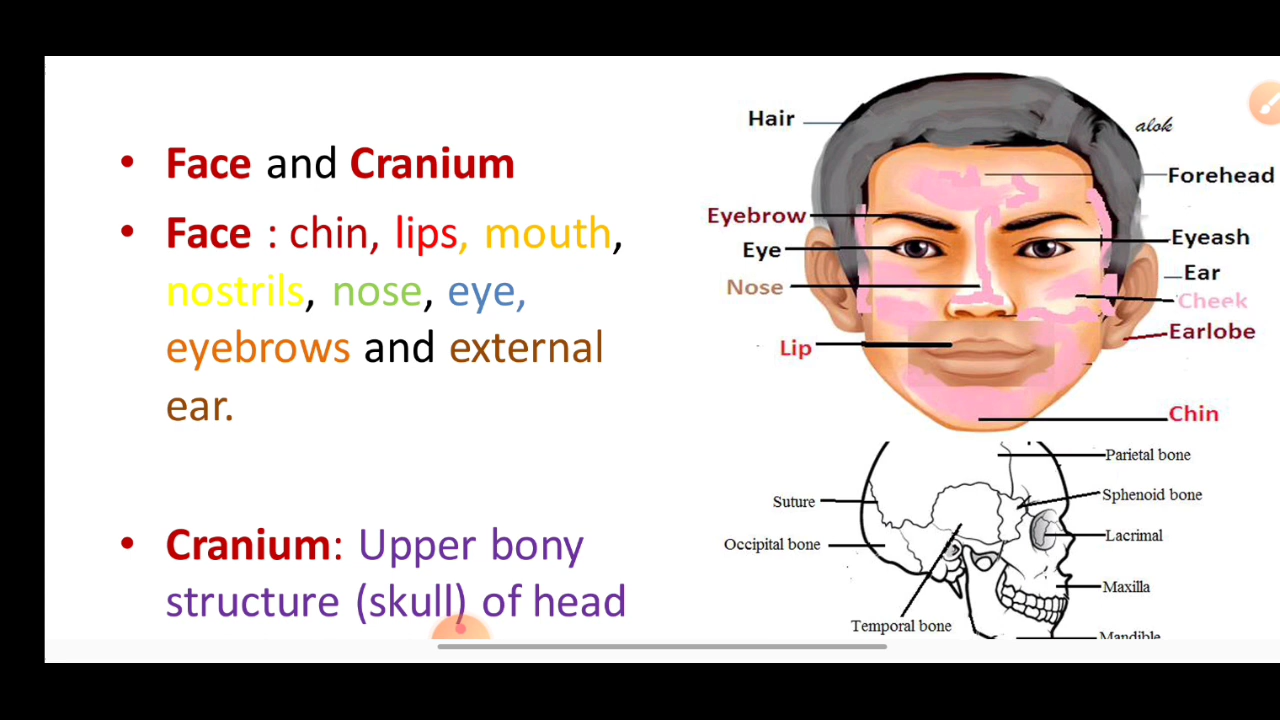 • Face and Cranium
• Face : chin, lips, mouth,
nostrils, nose, eye,
eyebrows and external
ear.
• Cranium: Upper bony
structure (skull) of head
Hair
alok
Forehead
Eyebrow
Eyeash
Eye
Ear
Nose
Cheek
Earlobe
Lip
Chin
Parietal bone
Sphenoid bone
Suture
Lacrimal
Occipital bone
Maxilla
Temporal bone
Mandible